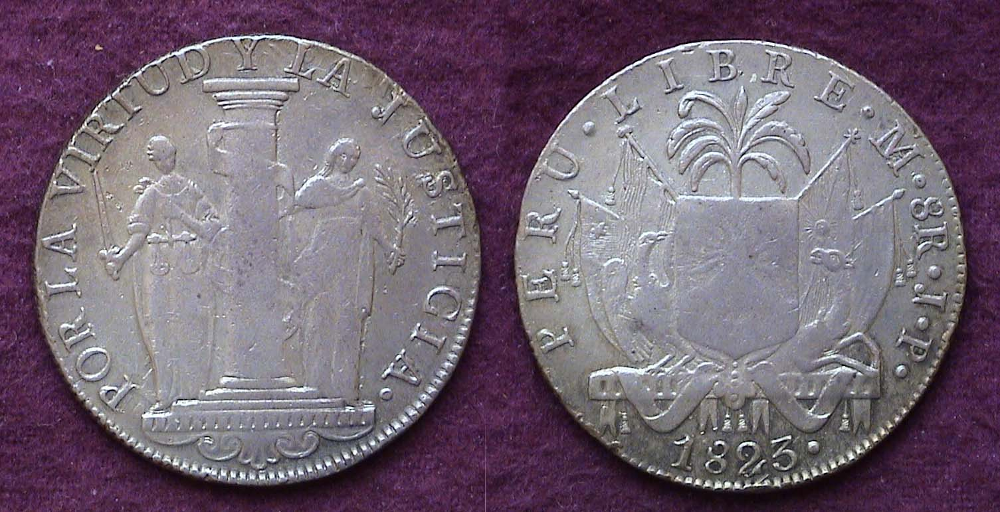 POR LA VIRTUD Y LA JUSTICIA.
PERU·LIBRE·M·8R·J·P·
1823·